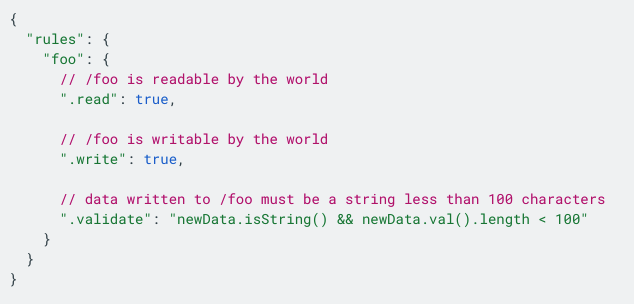 {
  "rules": {
    "foo": {
      // /foo is readable by the world
      ".read": true,

      // /foo is writable by the world
      ".write": true,

      // data written to /foo must be a string less than 100 characters
      ".validate": "newData.isString() && newData.val().length < 100"
    }
  }
}